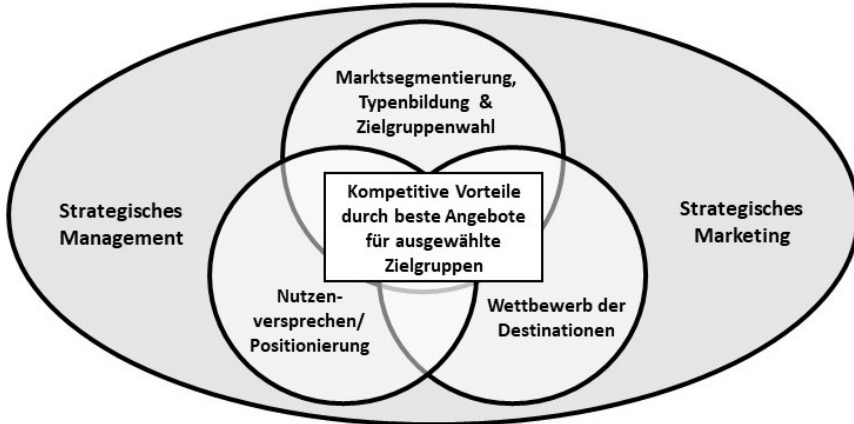 Marktsegmentierung,
Typenbildung &
Zielgruppenwahl
Strategisches
Management
Kompetitive Vorteile
durch beste Angebote
für ausgewählte
Zielgruppen
Strategisches
Marketing
Nutzen-
versprechen/
Positionierung
Wettbewerb der
Destinationen